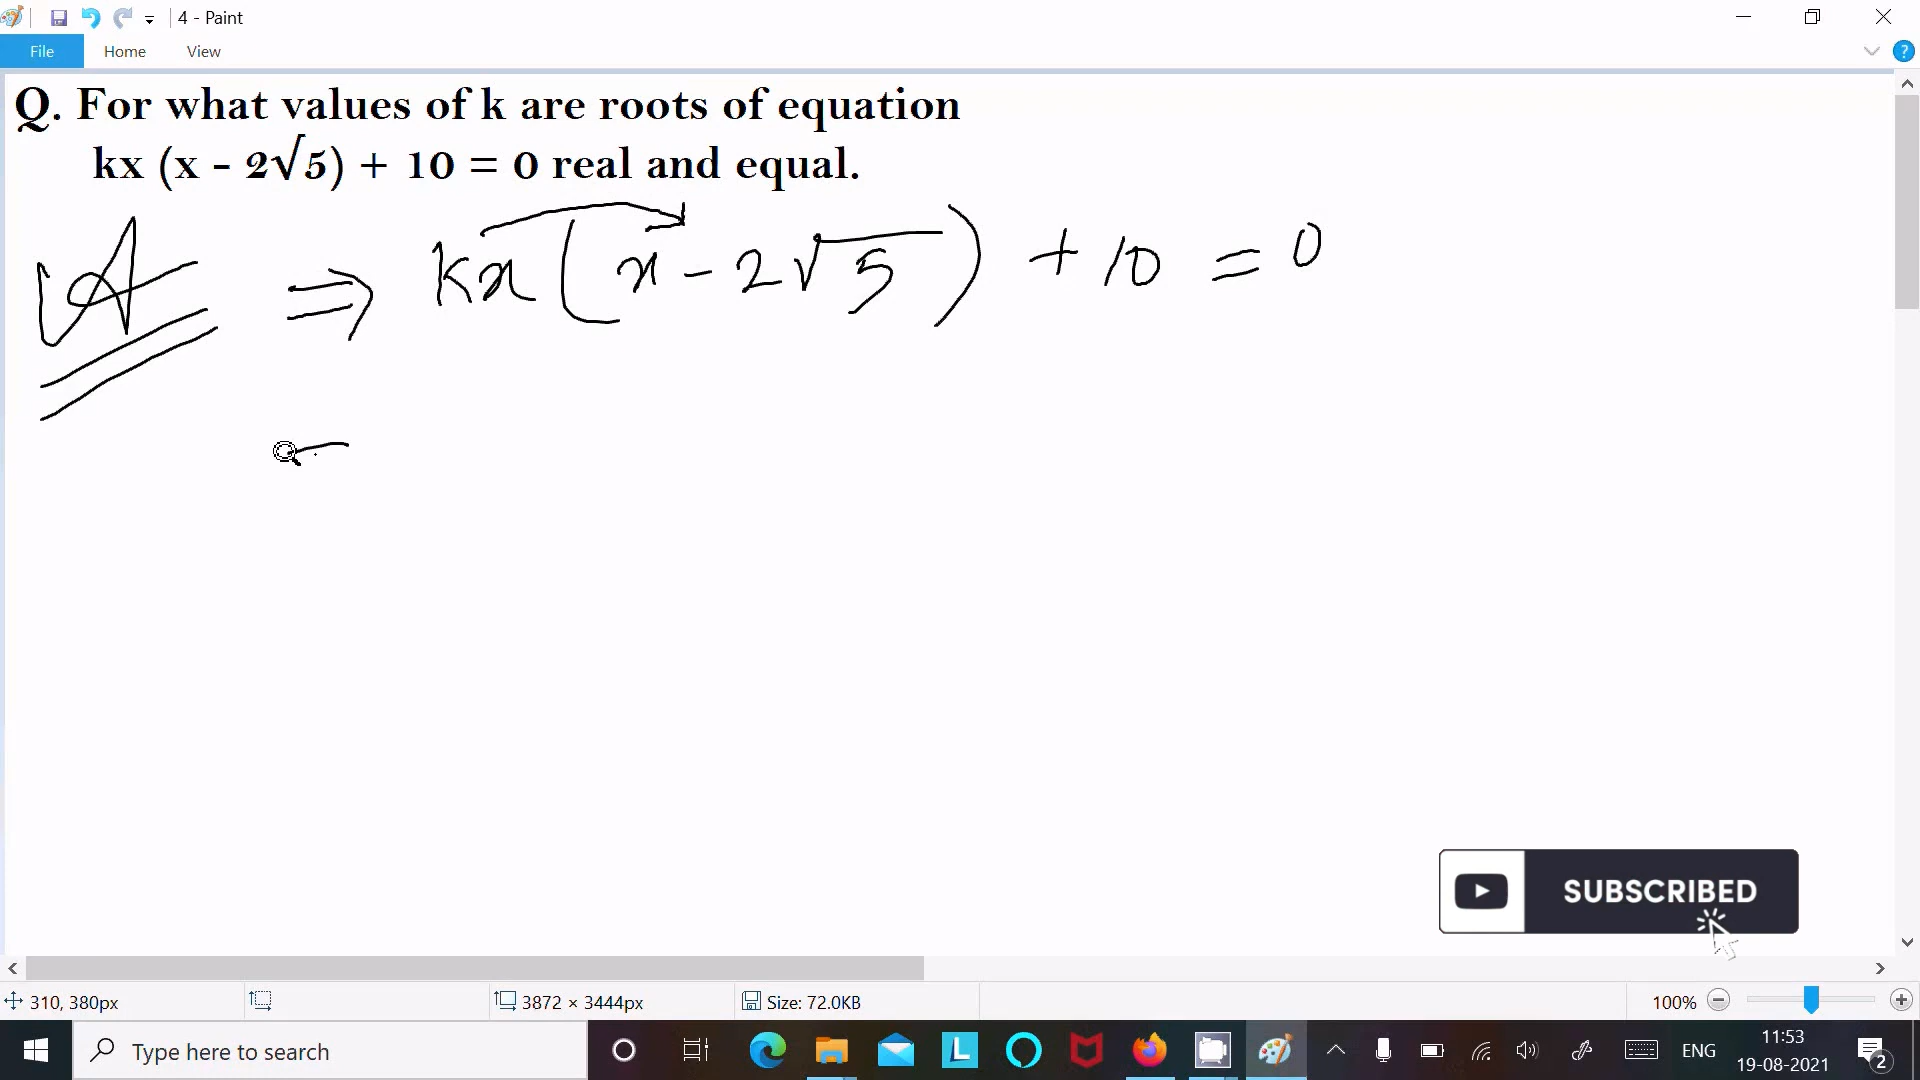 4 - Paint
File Home View
Q. For what values of k are roots of equation
kx (x - 2√5) + 10 = 0 real and equal.
A ⇒ kx (x - 2√5) + 10 = 0
SUBSCRIBED
310, 380px 3872 × 3444px Size: 72.0KB 100%
Type here to search ENG 11:53
19-08-2021
2